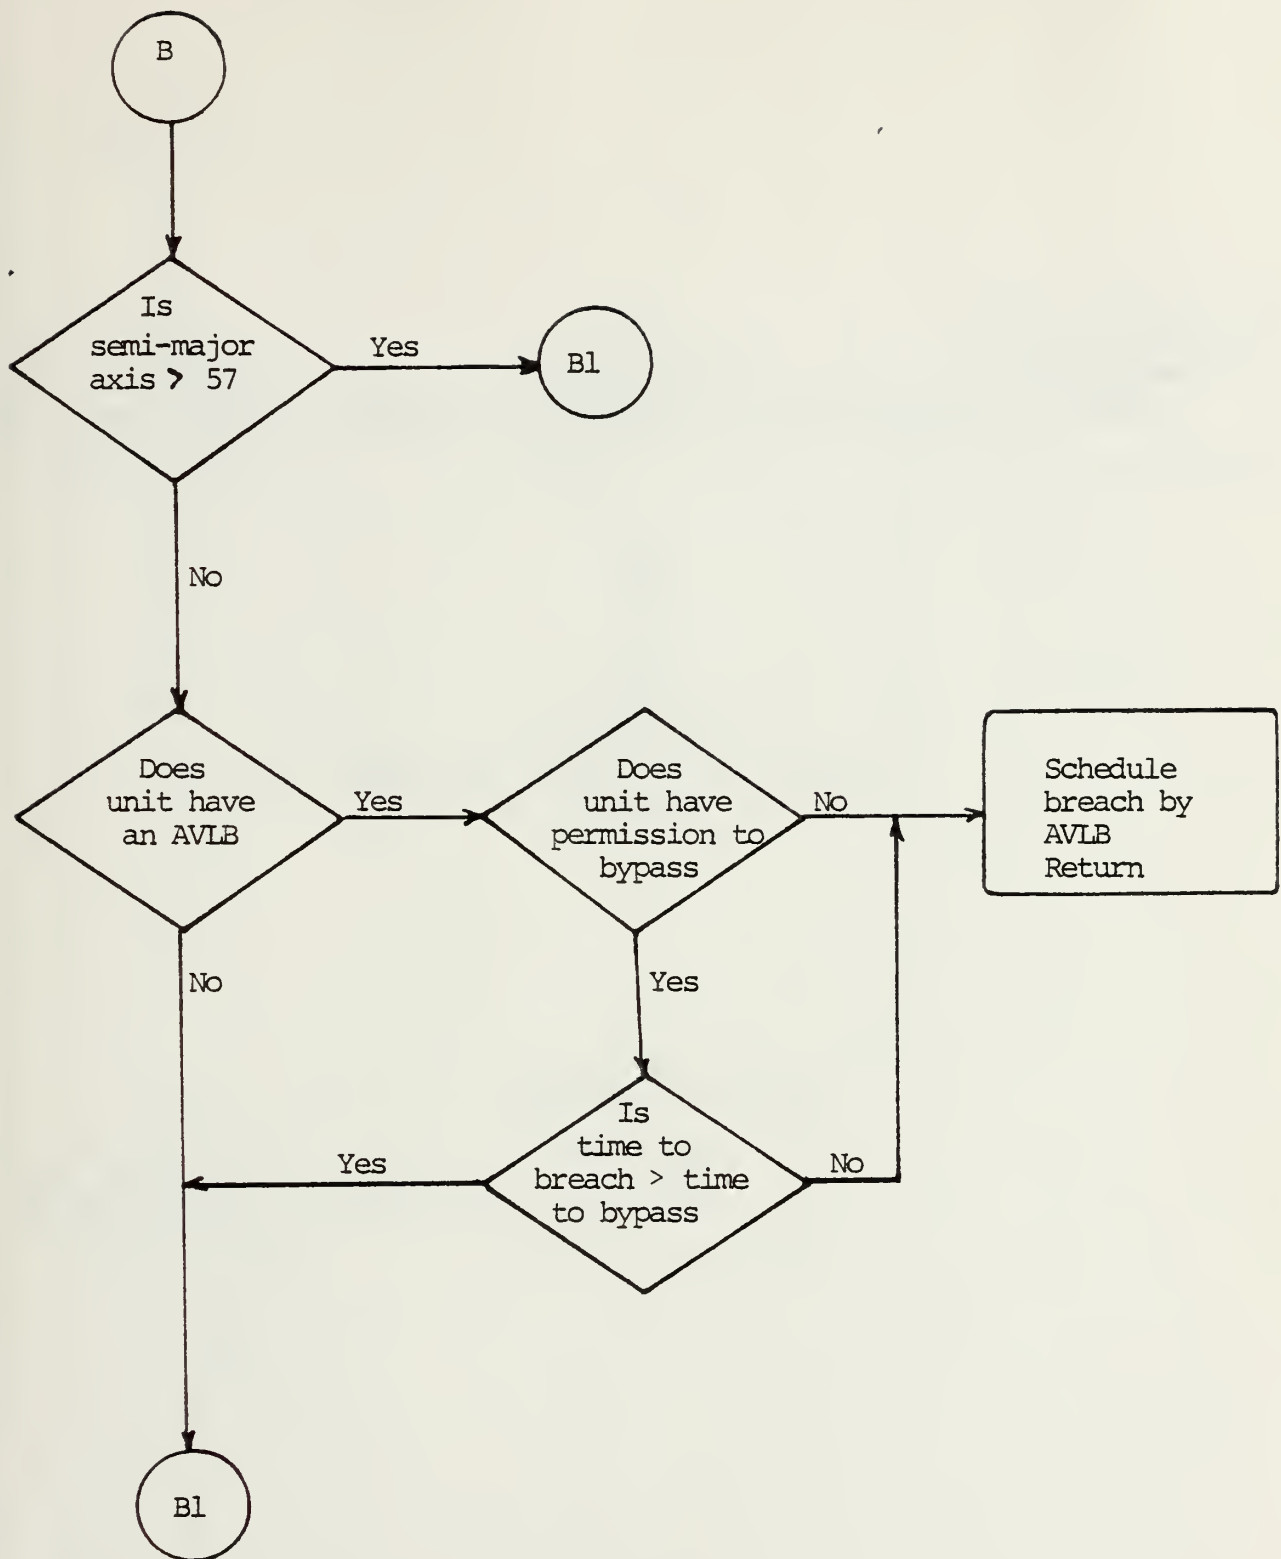 B
Is
semi-major
axis > 57
Yes
B1
No
Does
unit have
an AVLB
Yes
Does
unit have
permission to
bypass
No
Schedule
breach by
AVLB
Return
No
Yes
Is
time to
breach > time
to bypass
Yes
No
B1